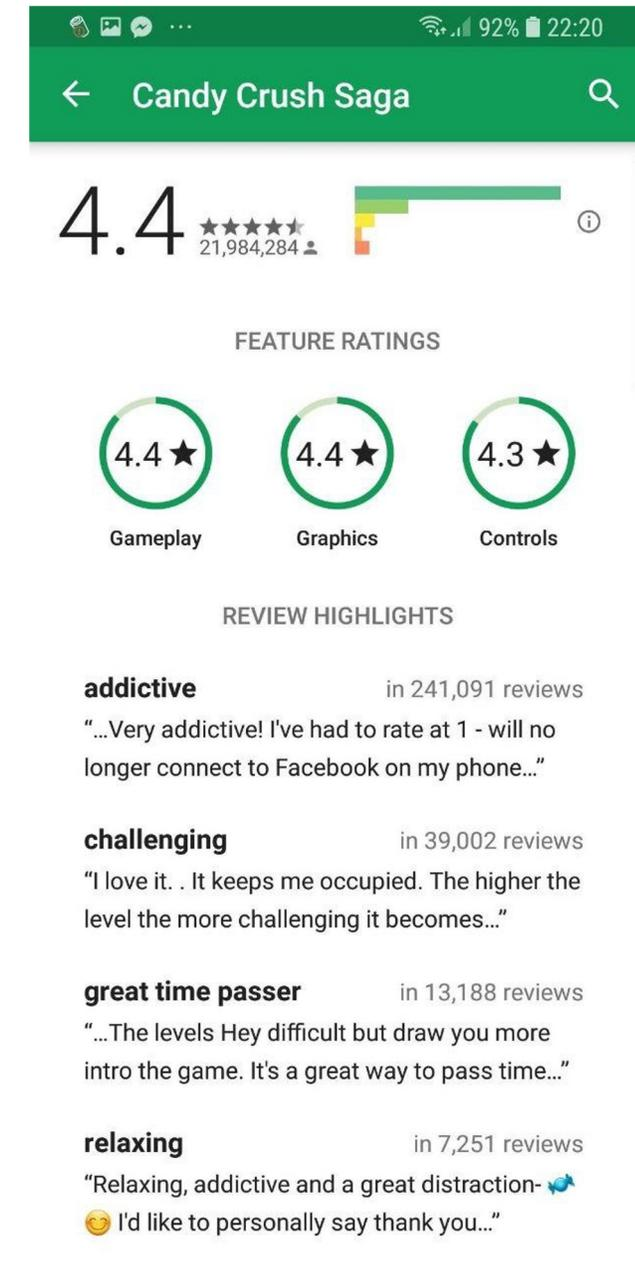 92% 22:20
Candy Crush Saga
4.4
21,984,284
FEATURE RATINGS
4.4 4.4 4.3
Gameplay Graphics Controls
REVIEW HIGHLIGHTS
addictive in 241,091 reviews
“...Very addictive! I've had to rate at 1 - will no
longer connect to Facebook on my phone...”
challenging in 39,002 reviews
“I love it. . It keeps me occupied. The higher the
level the more challenging it becomes...”
great time passer in 13,188 reviews
“...The levels Hey difficult but draw you more
intro the game. It's a great way to pass time...”
relaxing in 7,251 reviews
“Relaxing, addictive and a great distraction- 🍬
😊 I'd like to personally say thank you...”